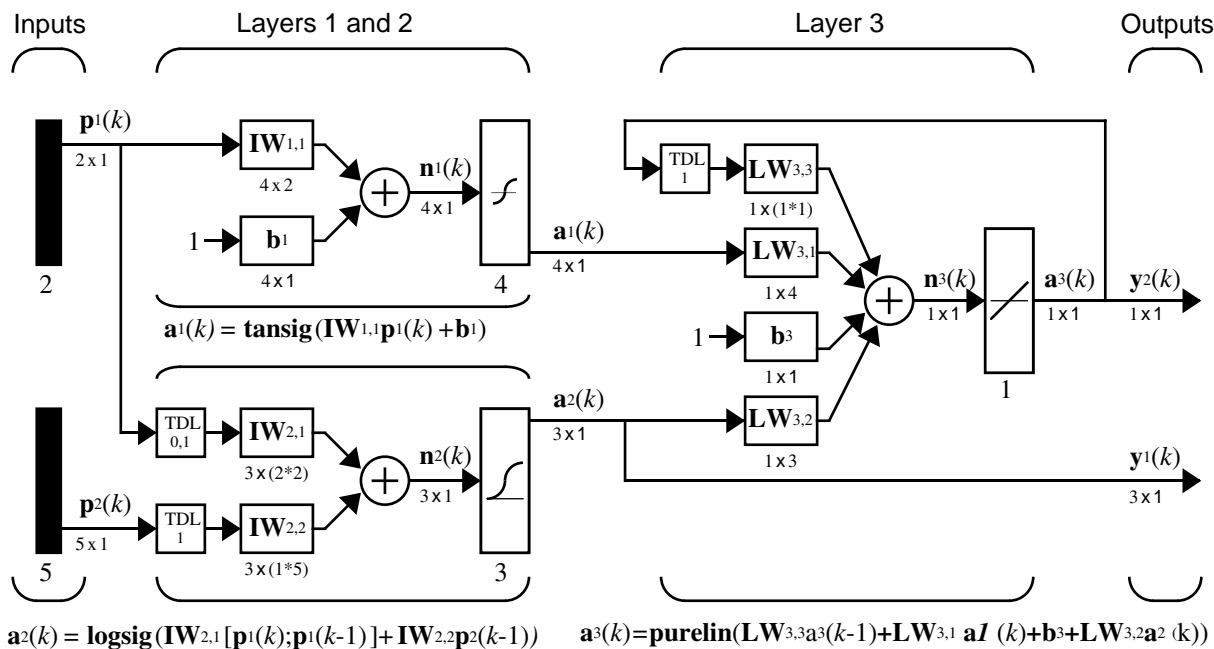 Inputs
Layers 1 and 2
Layer 3
Outputs
p1(k)
2 x 1
2
IW1,1
4 x 2
1
b1
4 x 1
n1(k)
4 x 1
4
a1(k) = tansig (IW1,1p1(k) +b1)
a1(k)
4 x 1
TDL
1
LW3,3
1 x (1*1)
LW3,1
1 x 4
1
b3
1 x 1
LW3,2
1 x 3
n3(k)
1 x 1
1
a3(k)
1 x 1
y2(k)
1 x 1
p2(k)
5 x 1
5
TDL
0,1
IW2,1
3 x (2*2)
TDL
1
IW2,2
3 x (1*5)
n2(k)
3 x 1
3
a2(k)
3 x 1
y1(k)
3 x 1
a2(k) = logsig (IW2,1 [p1(k);p1(k-1) ]+ IW2,2p2(k-1))
a3(k)=purelin(LW3,3a3(k-1)+LW3,1 a1 (k)+b3+LW3,2a2 (k))